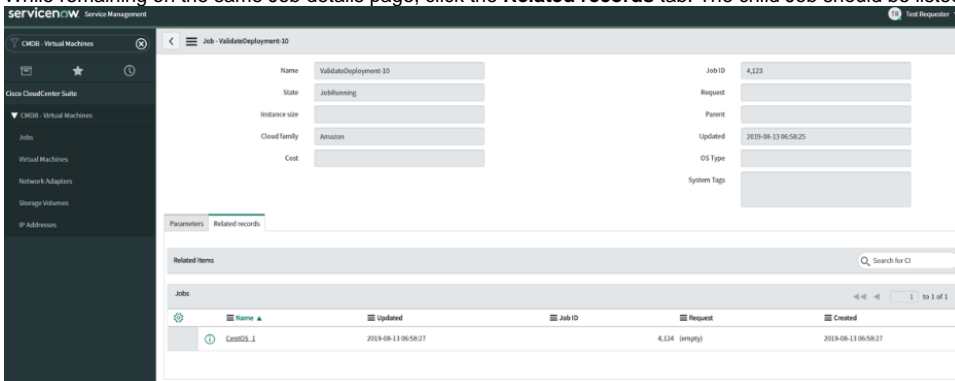 While remaining on the same Job details page, click the Related records tab. The child Job should be listed
servicenow Service Management
Test Requester
CMDB - Virtual Machines
Job - ValidateDeployment-10
Name ValidateDeployment-10 Job ID 4,123
State JobRunning Request
Instance size Parent
Cloud family Amazon Updated 2019-08-13 06:58:25
Cost OS Type
System Tags
Cisco CloudCenter Suite
CMDB - Virtual Machines
Jobs
Virtual Machines
Network Adapters
Storage Volumes
IP Addresses
Parameters Related records
Related Items Search for CI
Jobs 1 to 1 of 1
Name Updated Job ID Request Created
CentOS_1 2019-08-13 06:58:27 4,124 (empty) 2019-08-13 06:58:27